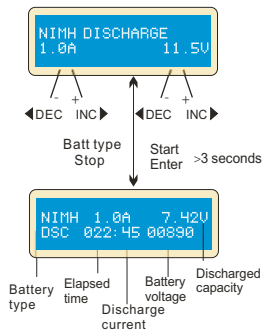 NIMH DISCHARGE
1.0A 11.5V
- + - +
◀DEC INC▶ ◀DEC INC▶
Batt type
Stop
Start
Enter
>3 seconds
NIMH 1.0A 7.42V
DSC 022:45 00890
Battery
type
Elapsed
time
Discharge
current
Battery
voltage
Discharged
capacity